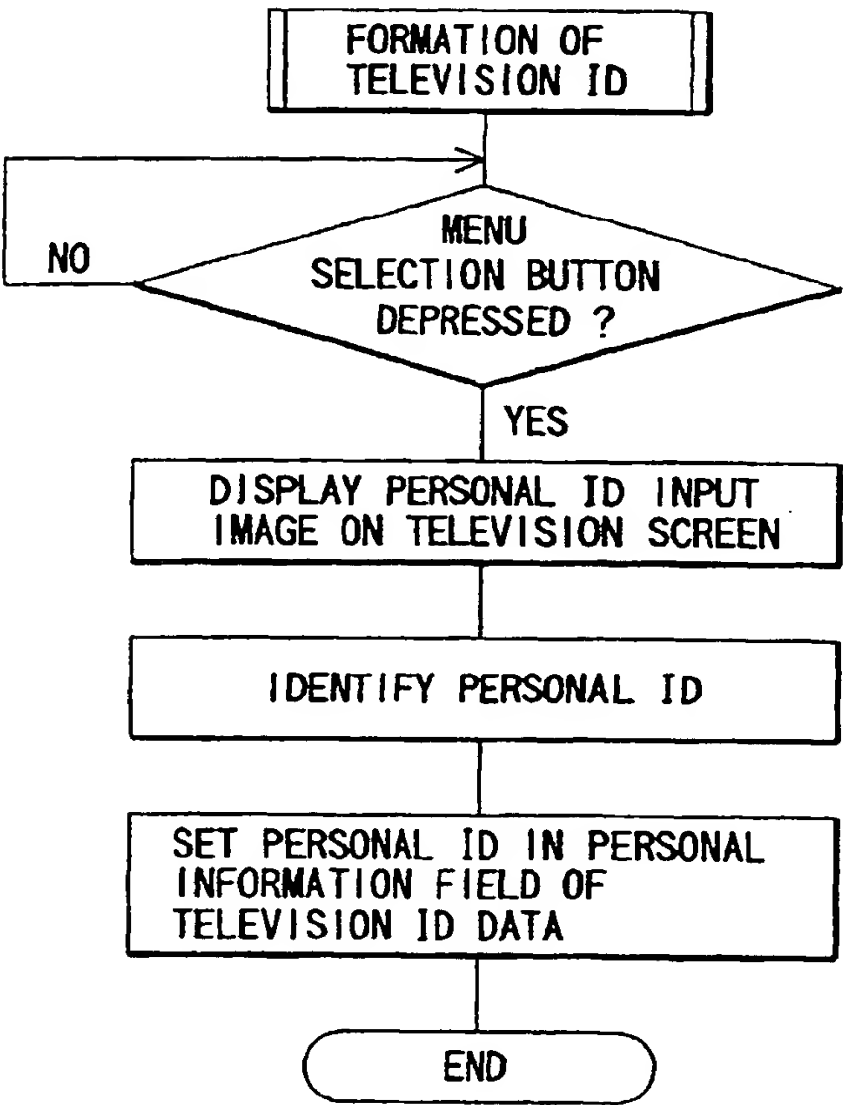 FORMATION OF
TELEVISION ID
MENU
SELECTION BUTTON
DEPRESSED ?
NO
YES
DISPLAY PERSONAL ID INPUT
IMAGE ON TELEVISION SCREEN
IDENTIFY PERSONAL ID
SET PERSONAL ID IN PERSONAL
INFORMATION FIELD OF
TELEVISION ID DATA
END